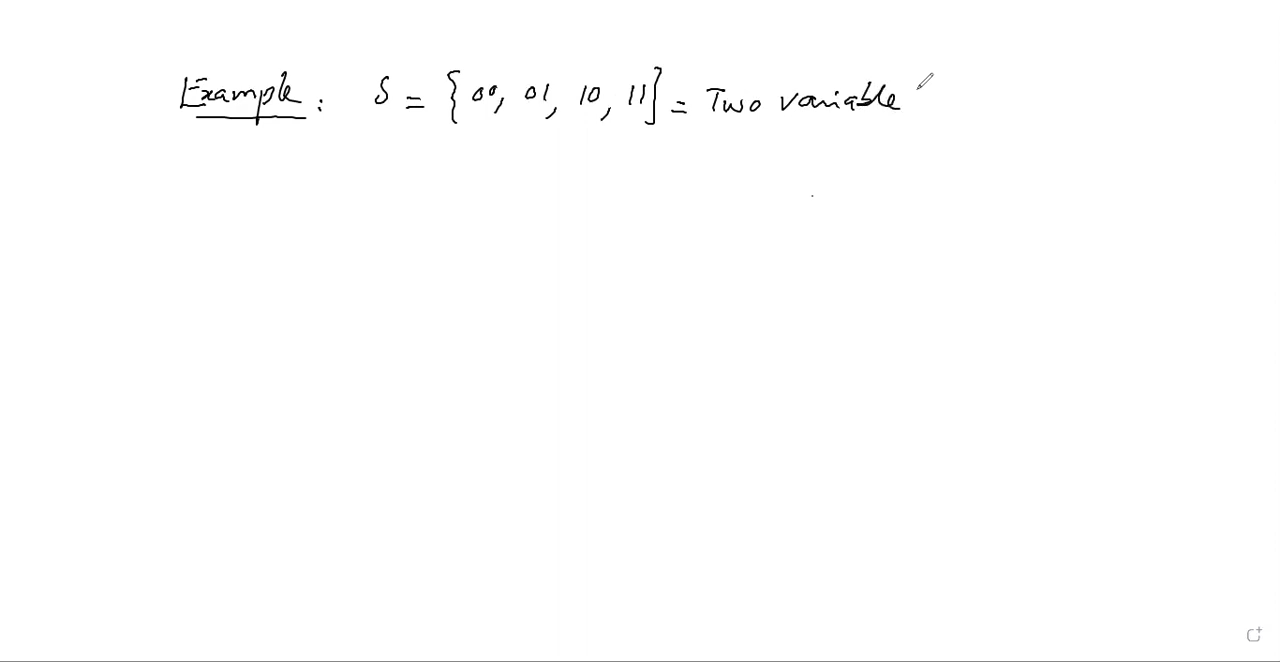 Example : S = {00, 01, 10, 11} = Two variable